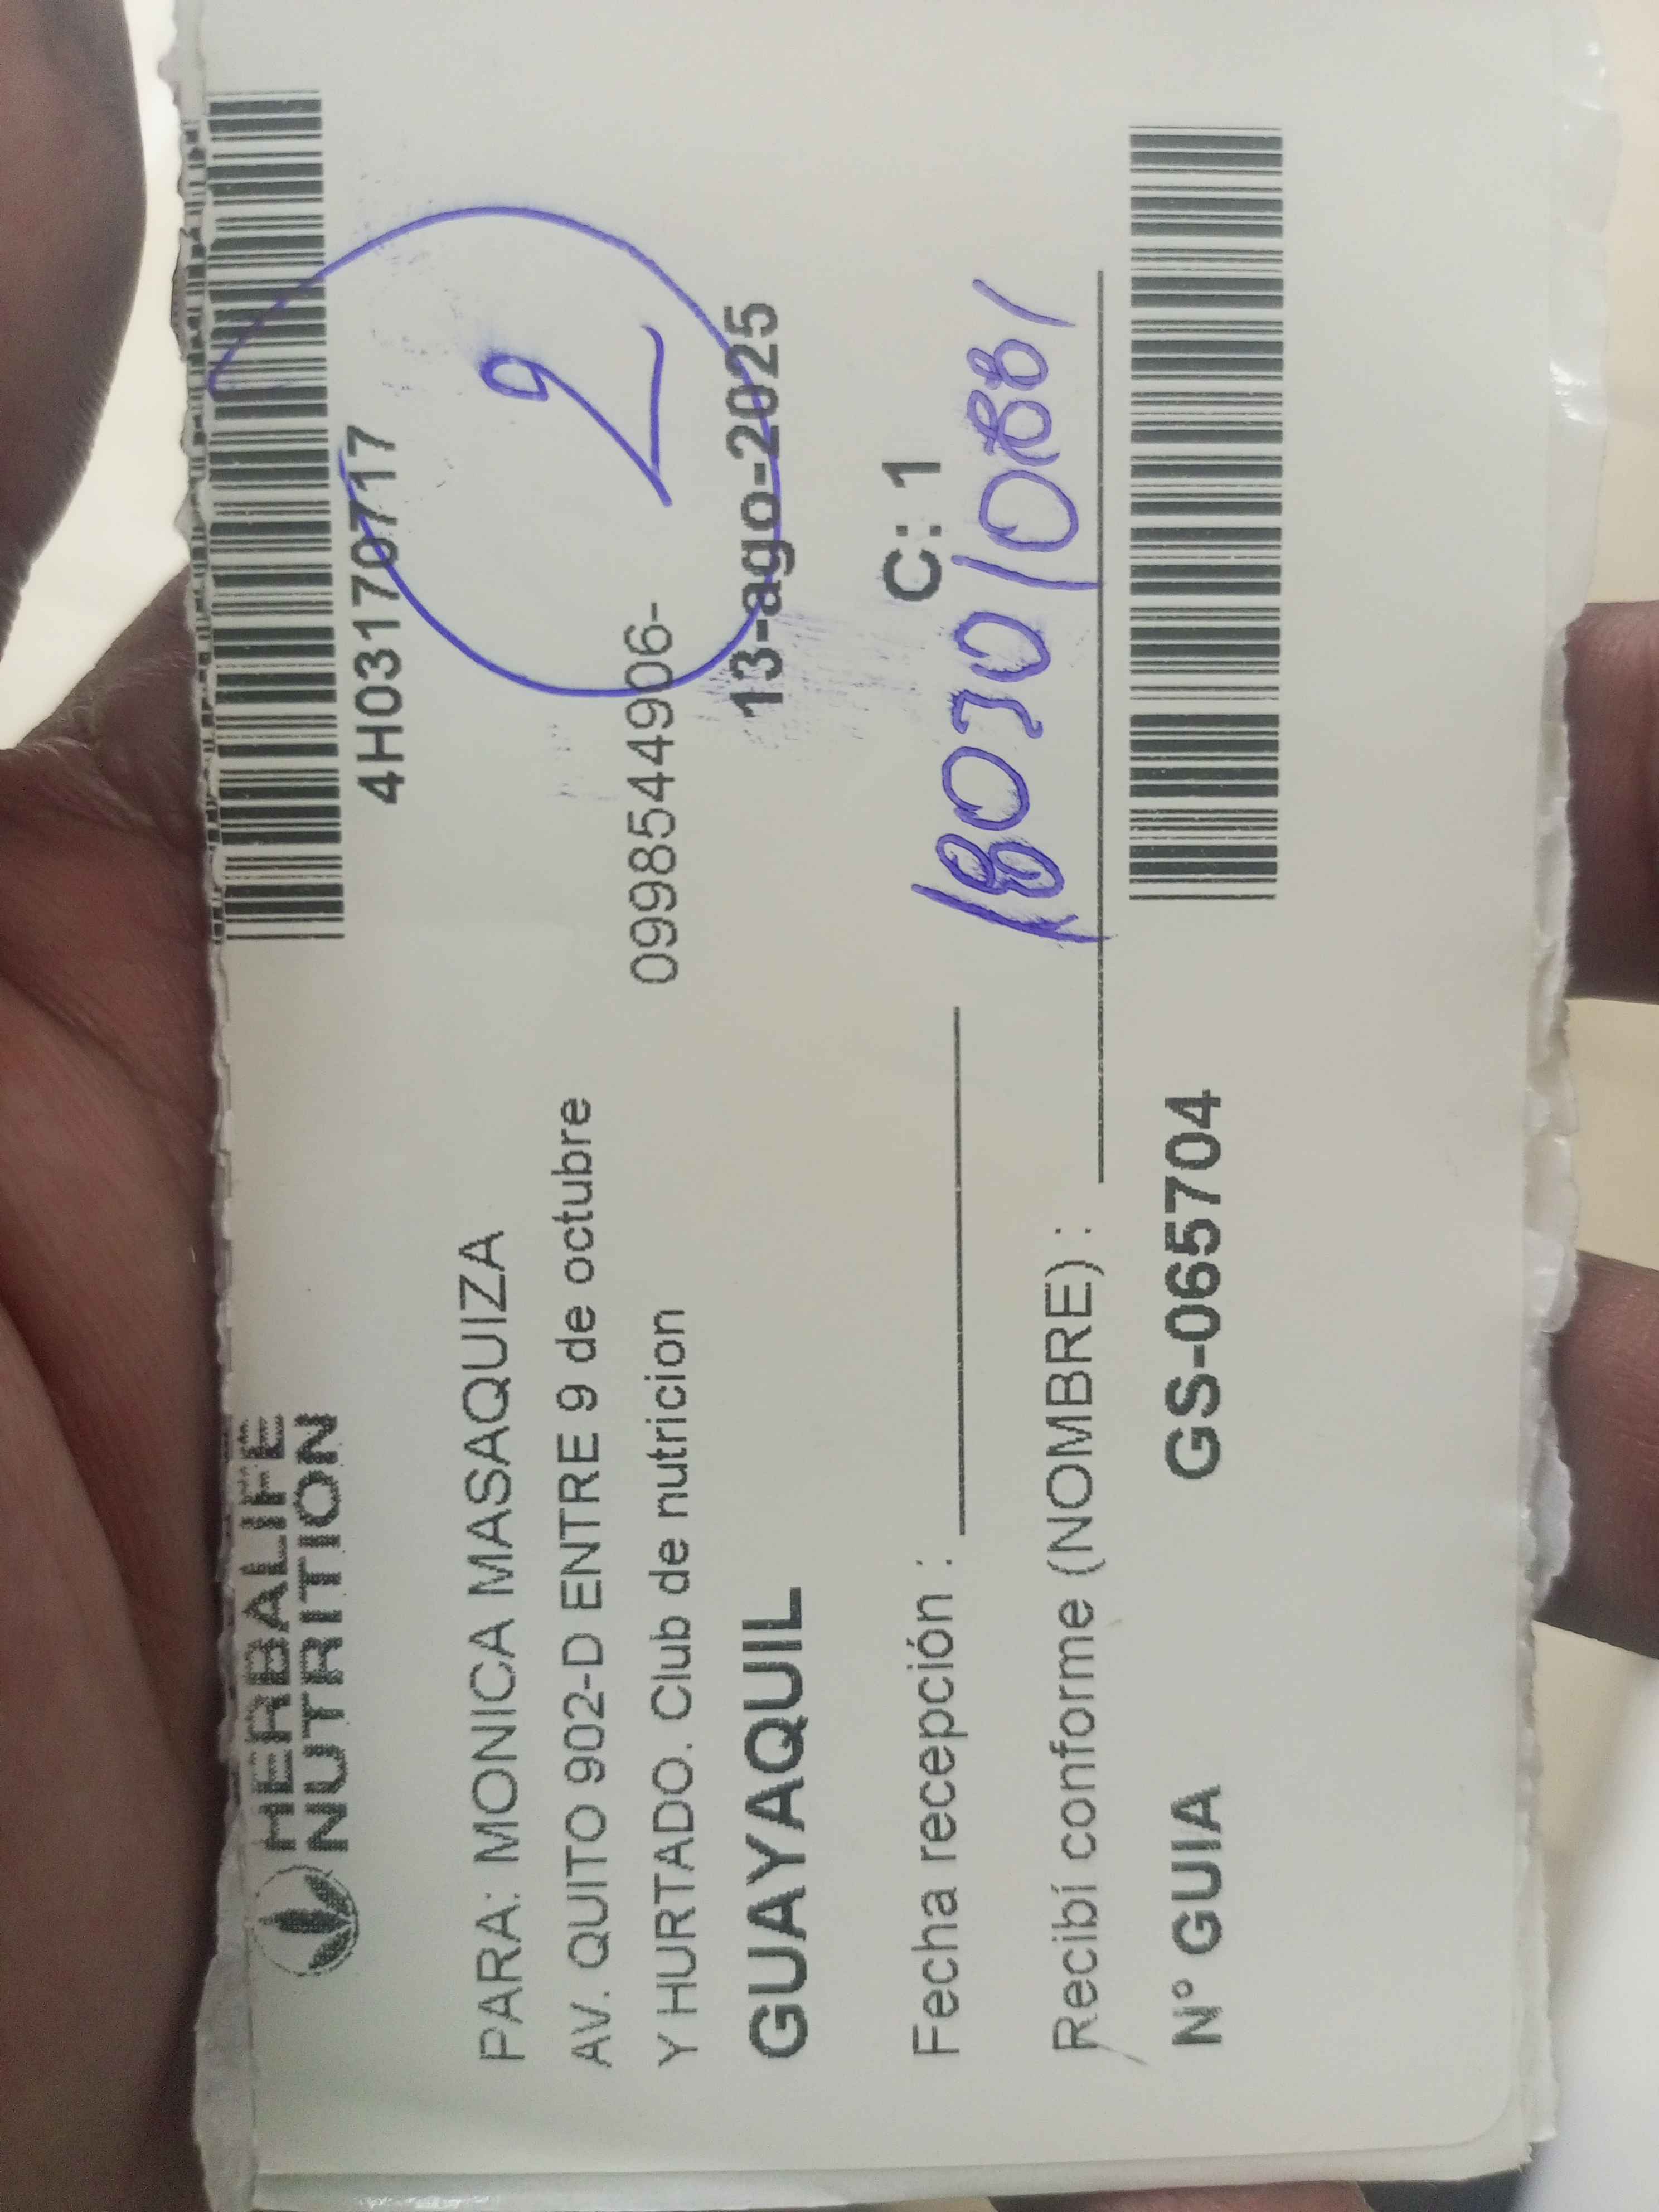 HERBALIFE
NUTRITION
4H03170717
PARA: MONICA MASAQUIZA
2
AV. QUITO 902-D ENTRE 9 de octubre
Y HURTADO. Club de nutricion
0998544906-
GUAYAQUIL
13-ago-2025
Fecha recepción :
C: 1
Recibí conforme (NOMBRE) :
N° GUIA
GS-065704